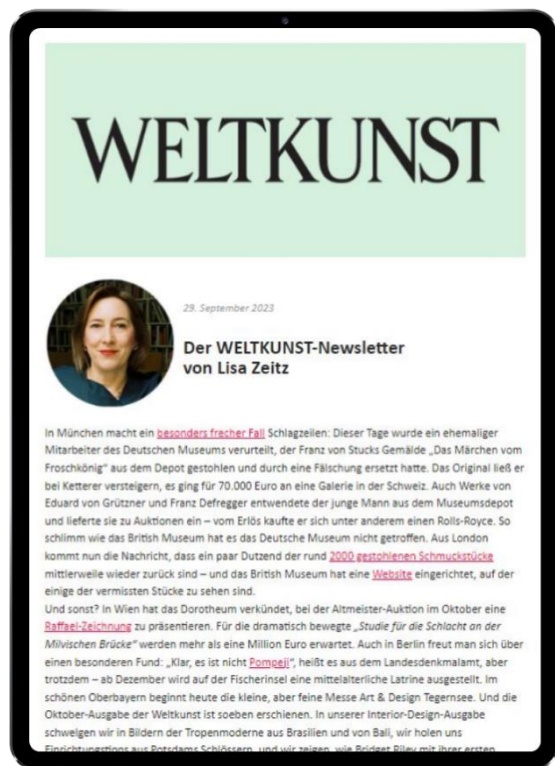 WELTKUNST
29. September 2023
Der WELTKUNST-Newsletter
von Lisa Zeitz
In München macht ein besonders frecher Fall Schlagzeilen: Dieser Tage wurde ein ehemaliger
Mitarbeiter des Deutschen Museums verurteilt, der Franz von Stucks Gemälde „Das Märchen vom
Froschkönig“ aus dem Depot gestohlen und durch eine Fälschung ersetzt hatte. Das Original ließ er
bei Ketterer versteigern, es ging für 70.000 Euro an eine Galerie in der Schweiz. Auch Werke von
Eduard von Grützner und Franz Defregger entwendete der junge Mann aus dem Museumsdepot
und lieferte sie zu Auktionen ein – vom Erlös kaufte er sich unter anderem einen Rolls-Royce. So
schlimm wie das British Museum hat es das Deutsche Museum nicht getroffen. Aus London
kommt nun die Nachricht, dass ein paar Dutzend der rund 2000 gestohlenen Schmuckstücke
mittlerweile wieder zurück sind – und das British Museum hat eine Website eingerichtet, auf der
einige der vermissten Stücke zu sehen sind.
Und sonst? In Wien hat das Dorotheum verkündet, bei der Altmeister-Auktion im Oktober eine
Raffael-Zeichnung zu präsentieren. Für die dramatisch bewegte „Studie für die Schlacht an der
Milvischen Brücke“ werden mehr als eine Million Euro erwartet. Auch in Berlin freut man sich über
einen besonderen Fund: „Klar, es ist nicht Pompeji“, heißt es aus dem Landesdenkmalamt, aber
trotzdem – ab Dezember wird auf der Fischerinsel eine mittelalterliche Latrine ausgestellt. Im
schönen Oberbayern beginnt heute die kleine, aber feine Messe Art & Design Tegernsee. Und die
Oktober-Ausgabe der Weltkunst ist soeben erschienen. In unserer Interior-Design-Ausgabe
schwelgen wir in Bildern der Tropenmoderne aus Brasilien und von Bali, wir holen uns
Einrichtungstipps aus Potsdams Schlössern, und wir zeigen, wie Bridget Riley mit ihrer ersten